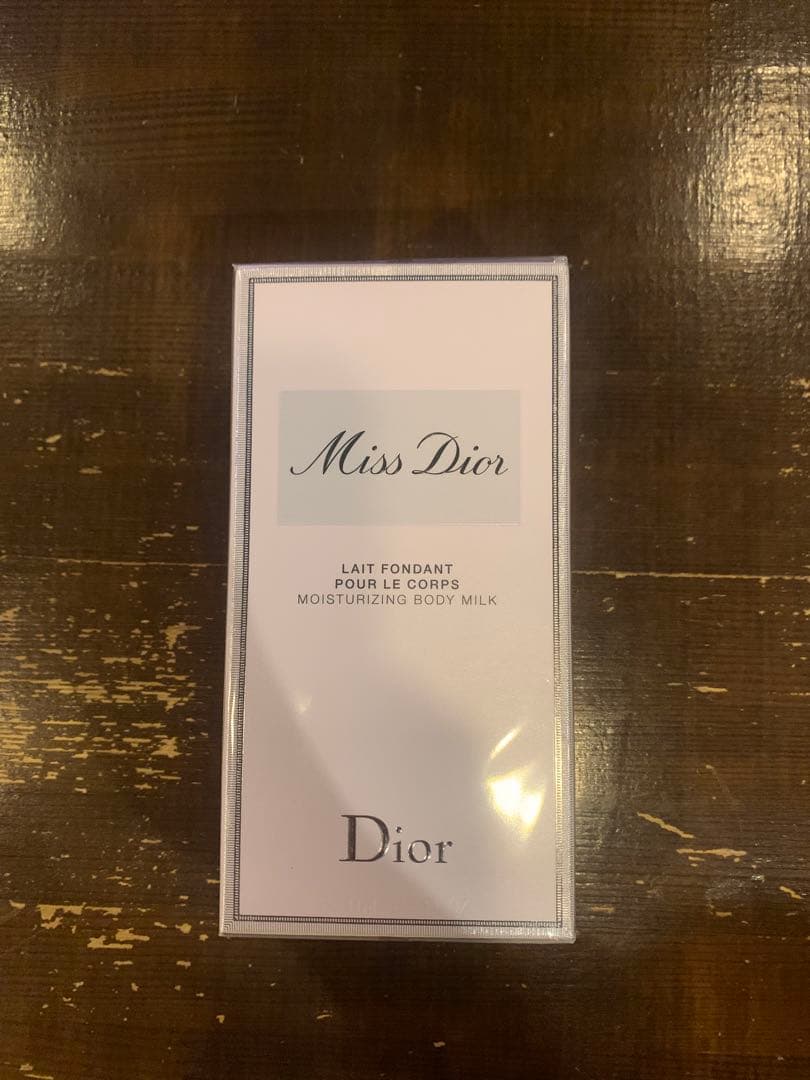 Miss Dior
LAIT FONDANT
POUR LE CORPS
MOISTURIZING BODY MILK
Dior